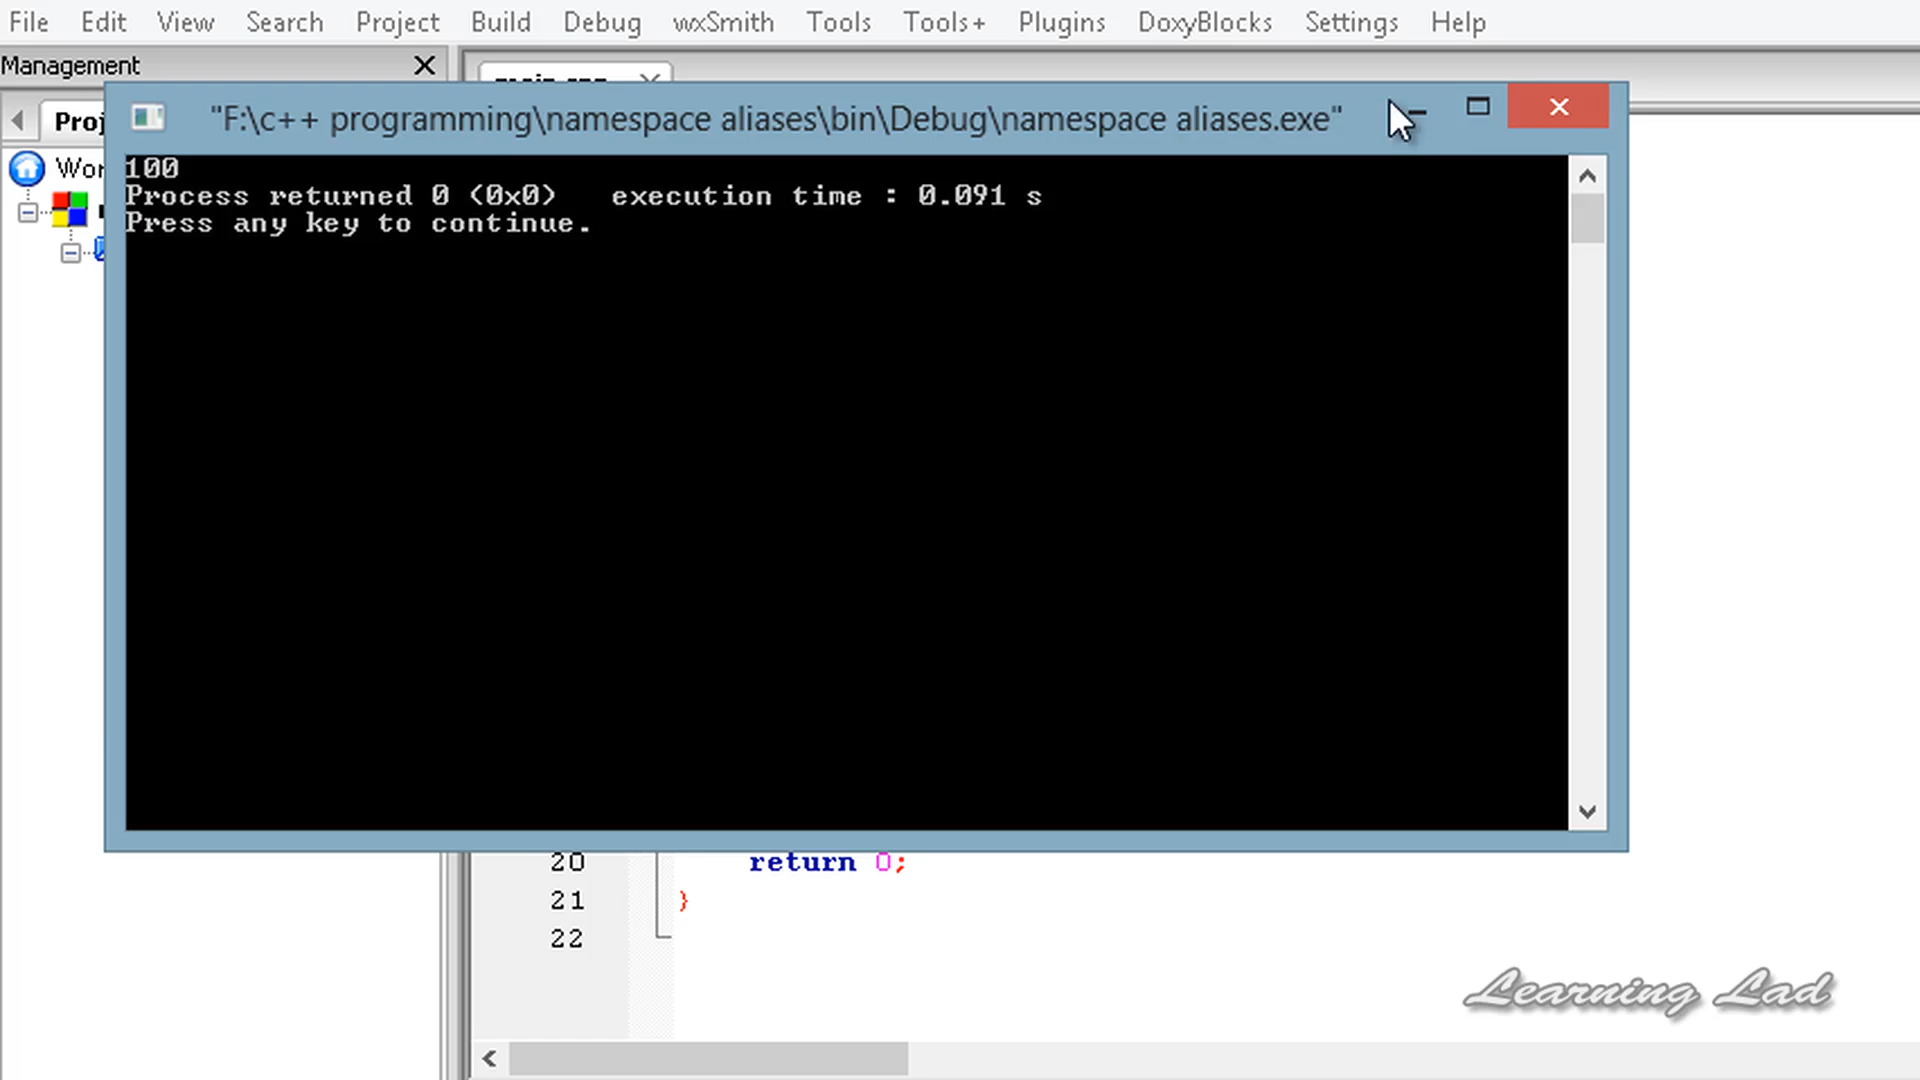 File Edit View Search Project Build Debug wxSmith Tools Tools+ Plugins DoxyBlocks Settings Help
Management
main.cpp
"F:\c++ programming\namespace aliases\bin\Debug\namespace aliases.exe"
Proj
Wor
100
Process returned 0 (0x0)   execution time : 0.091 s
Press any key to continue.
20 return 0;
21 }
22
Learning Lad